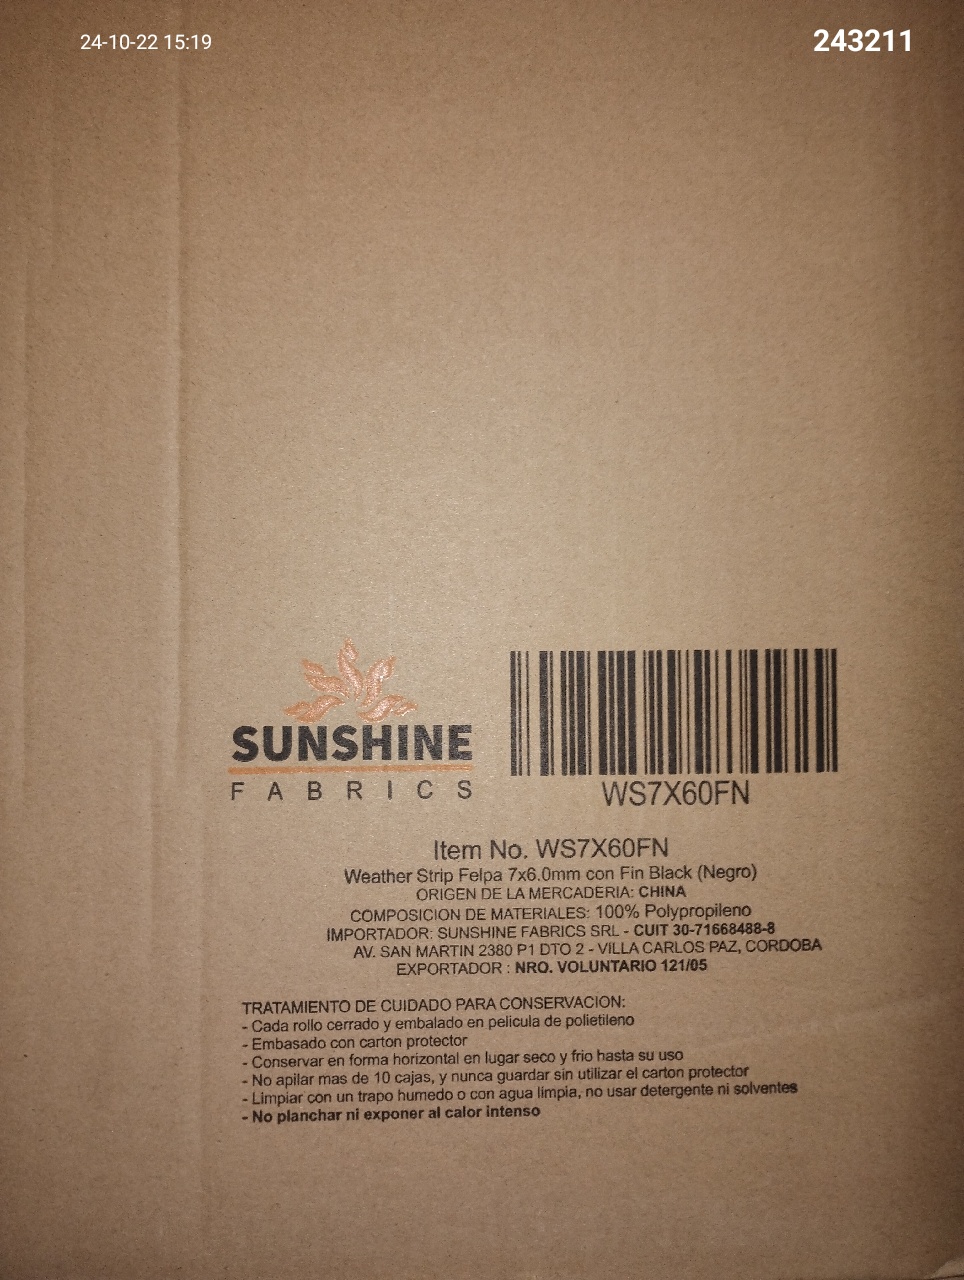 24-10-22 15:19
243211
SUNSHINE
FABRICS
WS7X60FN
Item No. WS7X60FN
Weather Strip Felpa 7x6.0mm con Fin Black (Negro)
ORIGEN DE LA MERCADERIA: CHINA
COMPOSICION DE MATERIALES: 100% Polypropileno
IMPORTADOR: SUNSHINE FABRICS SRL - CUIT 30-71668488-8
AV. SAN MARTIN 2380 P1 DTO 2 - VILLA CARLOS PAZ, CORDOBA
EXPORTADOR : NRO. VOLUNTARIO 121/05
TRATAMIENTO DE CUIDADO PARA CONSERVACION:
- Cada rollo cerrado y embalado en pelicula de polietileno
- Embasado con carton protector
- Conservar en forma horizontal en lugar seco y frio hasta su uso
- No apilar mas de 10 cajas, y nunca guardar sin utilizar el carton protector
- Limpiar con un trapo humedo o con agua limpia, no usar detergente ni solventes
- No planchar ni exponer al calor intenso